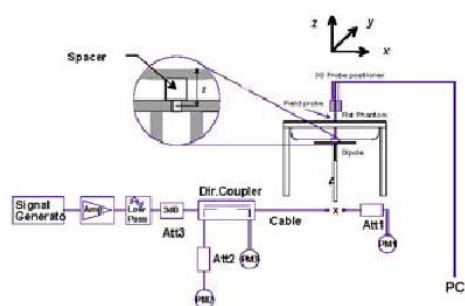 z
y
x
Spacer
s
3D Probe positioner
Field probe
Flat Phantom
Dipole
Dir.Coupler
Signal
Generato
Amp
Low
Pass
3dB
Att3
Cable
x
Att1
PM1
Att2
PM3
PM2
PC